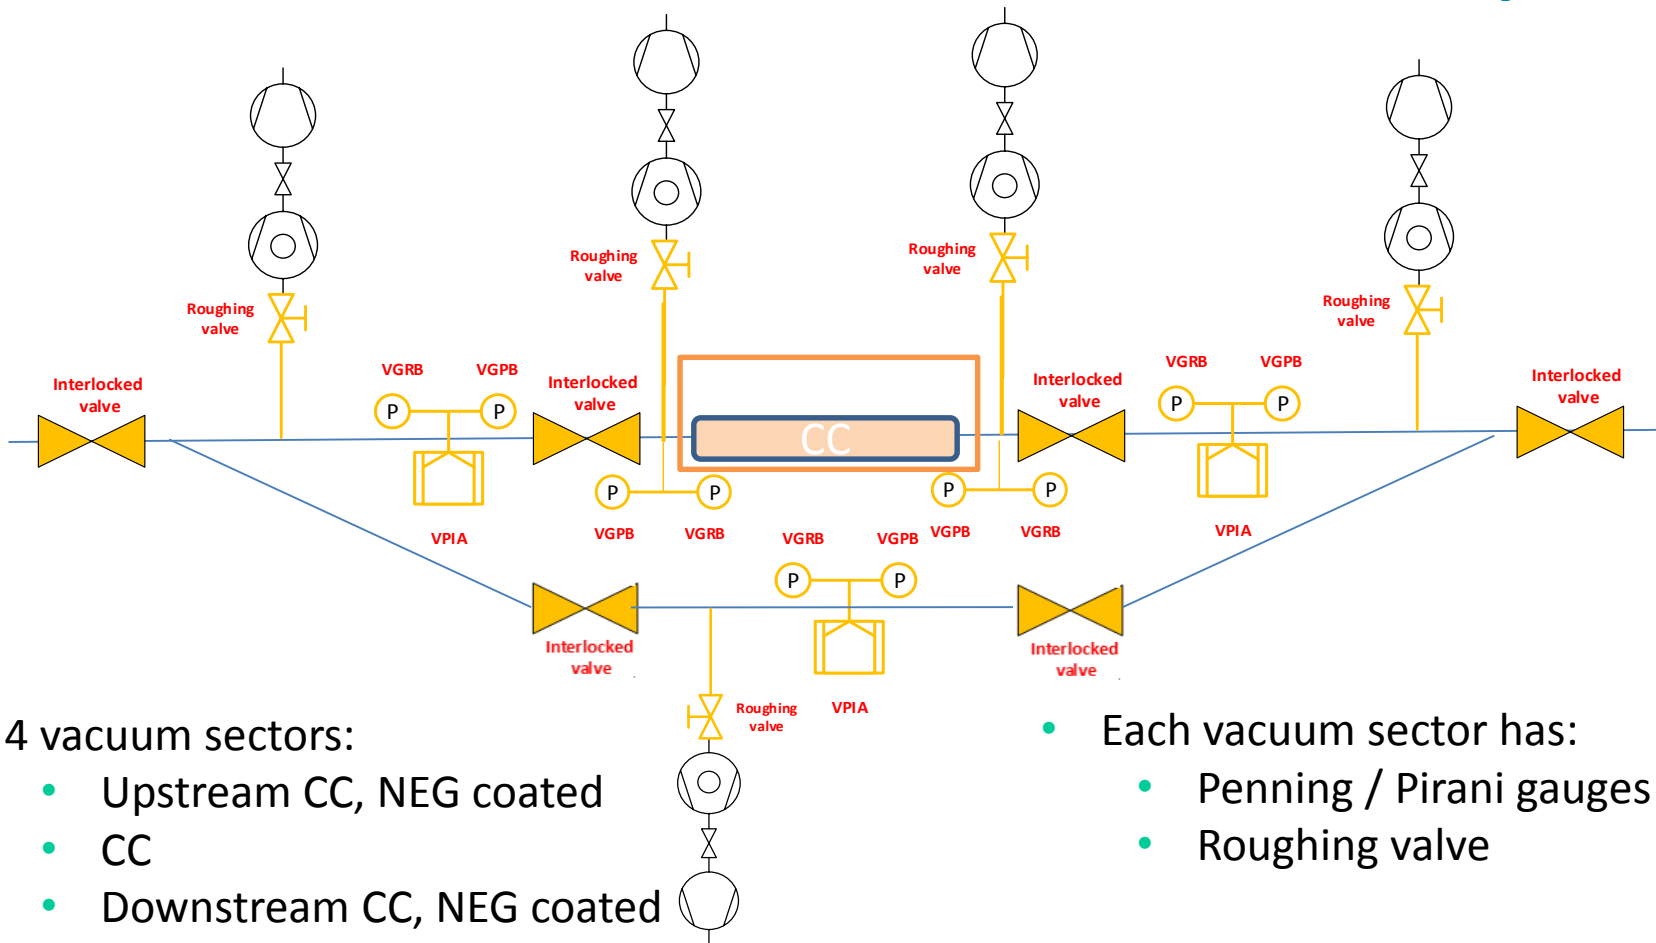 Roughing
valve
Roughing
valve
Roughing
valve
Roughing
valve
Interlocked
valve
VGRB
VGPB
P
P
Interlocked
valve
CC
Interlocked
valve
VGRB
VGPB
P
P
Interlocked
valve
VPIA
P
P
VGPB
VGRB
P
P
VGPB
VGRB
VPIA
VGRB
VGPB
P
P
Interlocked
valve
Interlocked
valve
VPIA
Roughing
valve
4 vacuum sectors:
• Upstream CC, NEG coated
• CC
• Downstream CC, NEG coated
• Each vacuum sector has:
• Penning / Pirani gauges
• Roughing valve